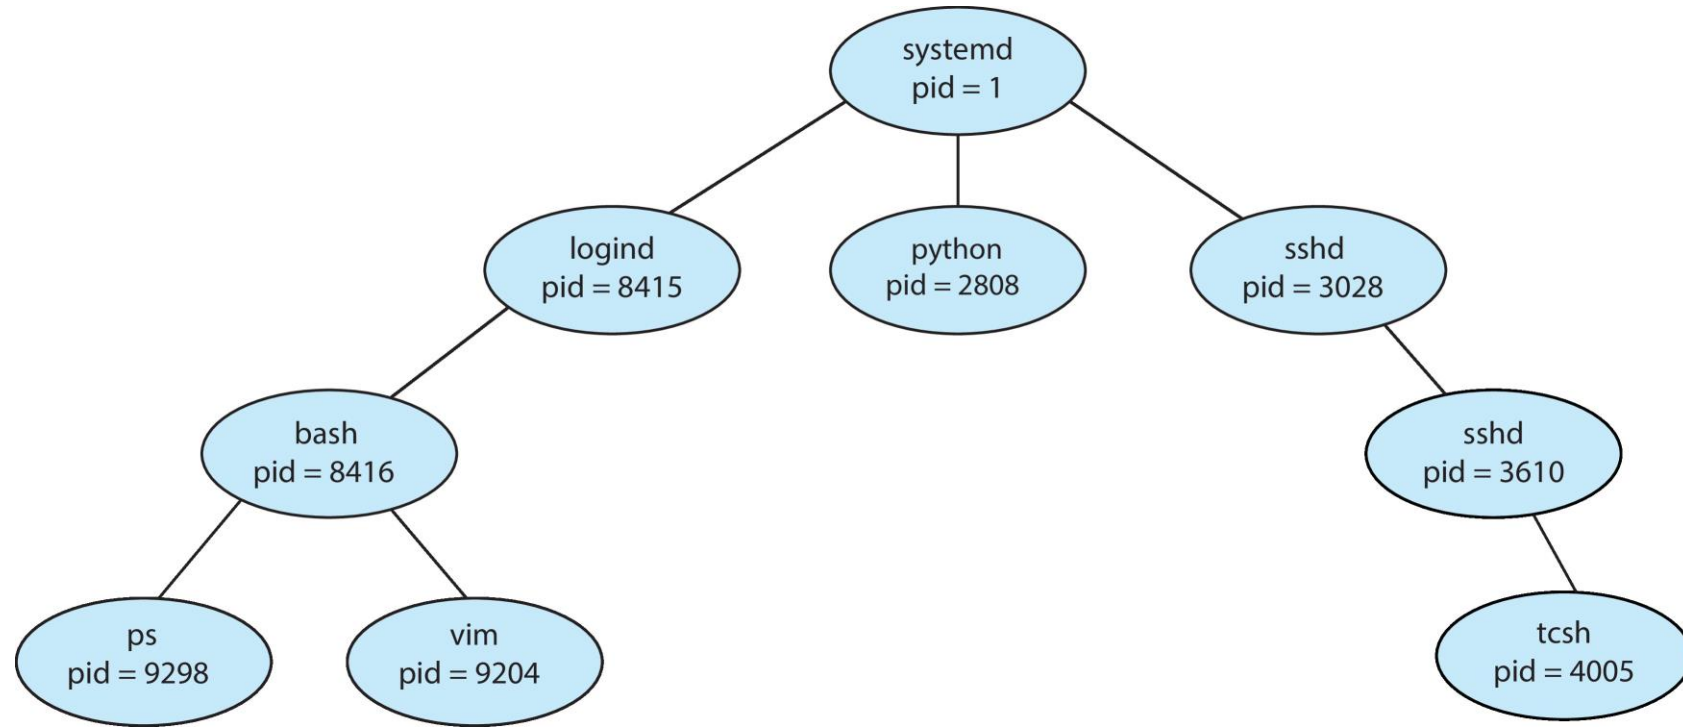 systemd
pid = 1
logind
pid = 8415
python
pid = 2808
sshd
pid = 3028
bash
pid = 8416
sshd
pid = 3610
ps
pid = 9298
vim
pid = 9204
tcsh
pid = 4005